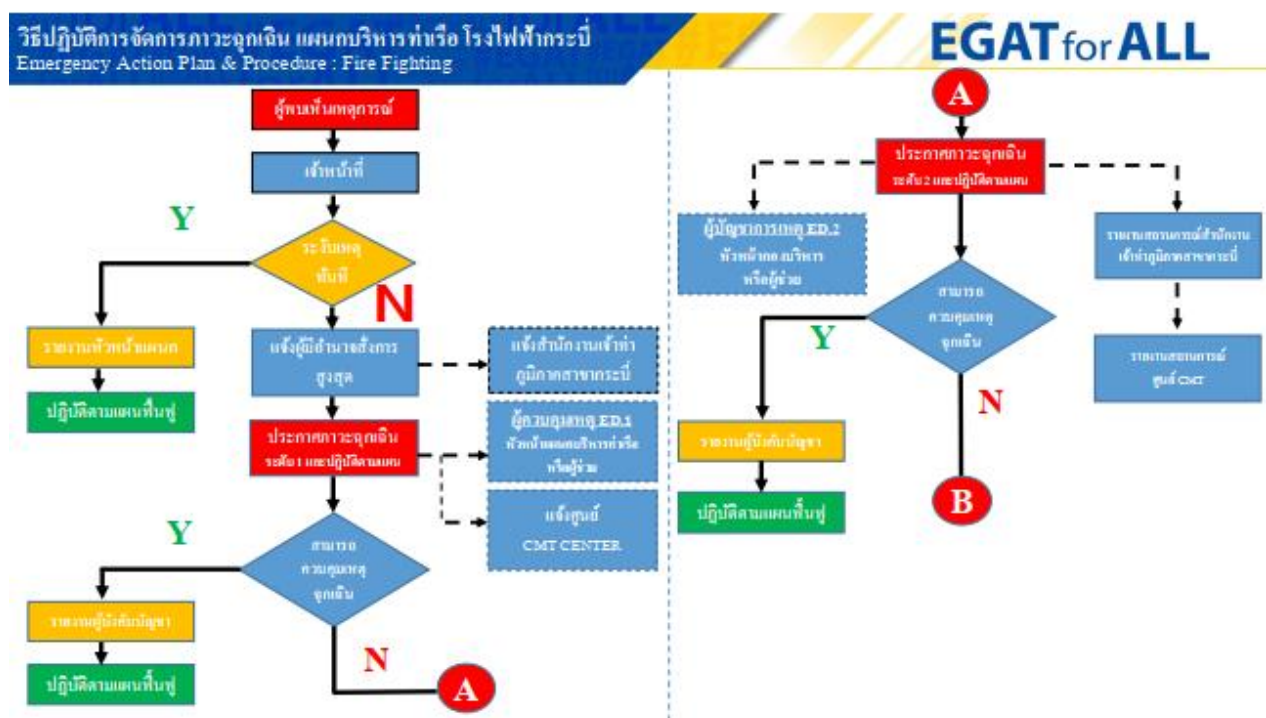 วิธีปฏิบัติการจัดการภาวะฉุกเฉิน แผนกบริหารท่าเรือ โรงไฟฟ้ากระบี่
Emergency Action Plan & Procedure : Fire Fighting
EGAT for ALL
ผู้พบเห็นเหตุการณ์
เจ้าหน้าที่
Y
ระงับเหตุ
ทันที
N
รายงานหัวหน้าแผนก
ปฏิบัติตามแผนฟื้นฟู
แจ้งผู้มีอำนาจสั่งการ
สูงสุด
แจ้งสำนักงานเจ้าท่า
ภูมิภาคสาขากระบี่
ประกาศภาวะฉุกเฉิน
ระดับ 1 และปฏิบัติตามแผน
ผู้ควบคุมเหตุ ED.1
หัวหน้าแผนกบริหารท่าเรือ
หรือผู้ช่วย
แจ้งศูนย์
CMT CENTER
Y
สามารถ
ควบคุมเหตุ
ฉุกเฉิน
รายงานผู้บังคับบัญชา
ปฏิบัติตามแผนฟื้นฟู
N
A
A
ประกาศภาวะฉุกเฉิน
ระดับ 2 และปฏิบัติตามแผน
ผู้บัญชาการเหตุ ED.2
หัวหน้ากองบริหาร
หรือผู้ช่วย
รายงานสถานการณ์สำนักงาน
เจ้าท่าภูมิภาคสาขากระบี่
สามารถ
ควบคุมเหตุ
ฉุกเฉิน
Y
รายงานสถานการณ์
ศูนย์ CMT
N
รายงานผู้บังคับบัญชา
ปฏิบัติตามแผนฟื้นฟู
B